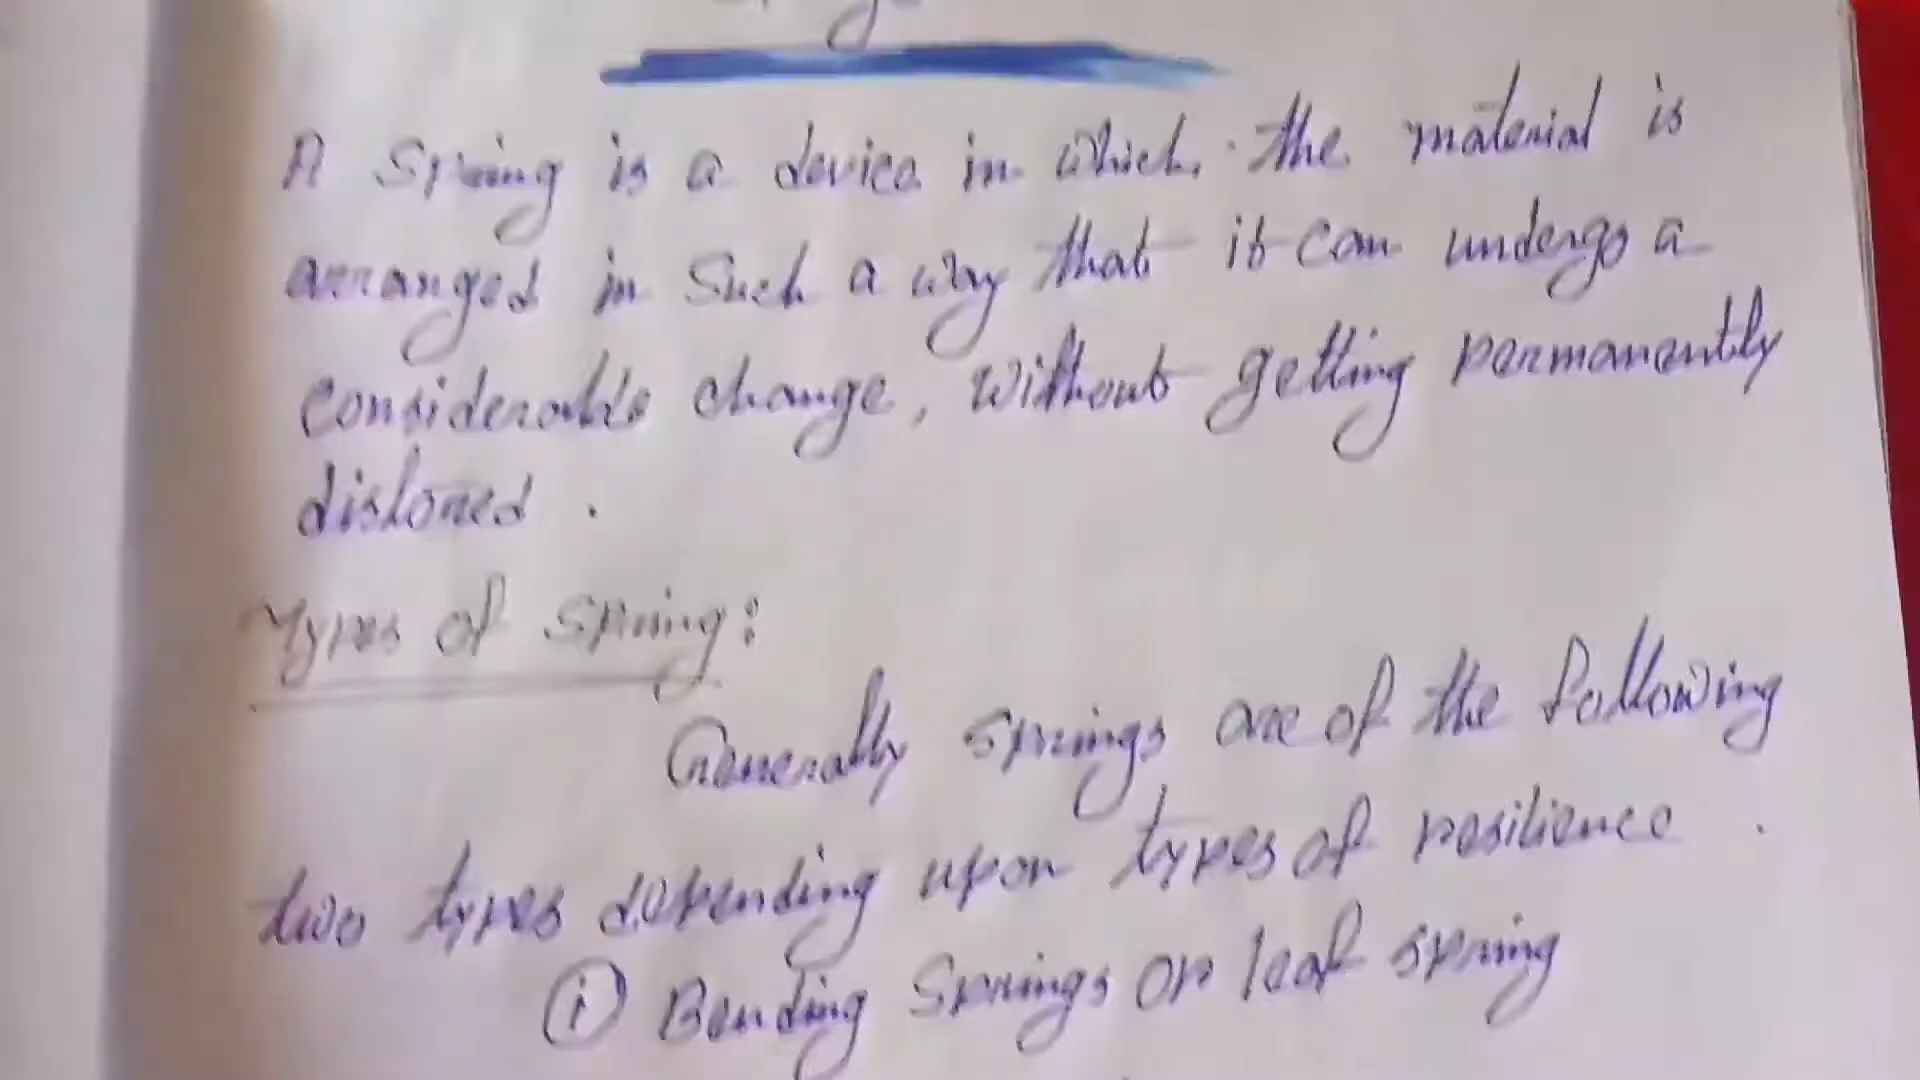 A Spring is a device in which the material is
arranged in Such a way that it can undergo a
considerable change, without getting permanently
distoned .
Types of Spring:
Generally springs are of the following
two types depending upon types of resilience .
(i) Bending Springs or leaf spring